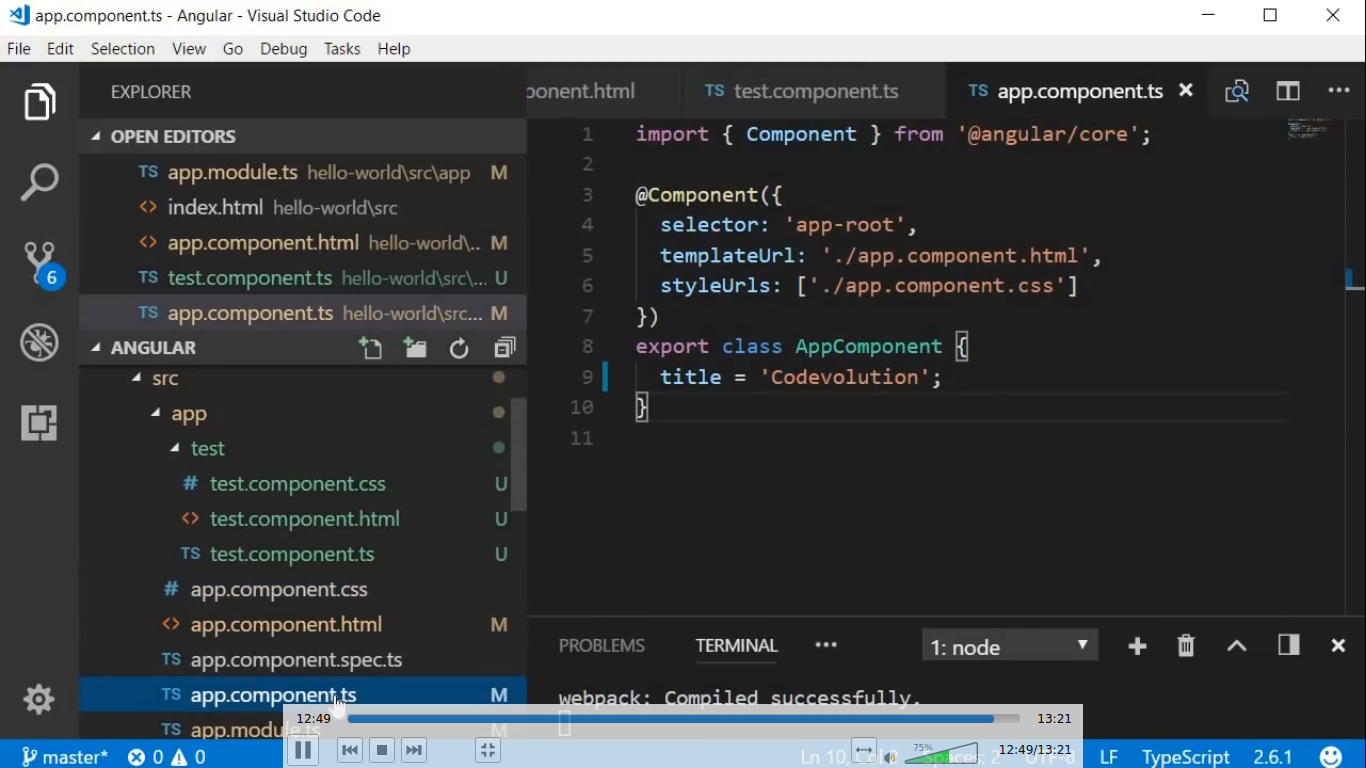 app.component.ts - Angular - Visual Studio Code
File Edit Selection View Go Debug Tasks Help
EXPLORER
OPEN EDITORS
TS app.module.ts hello-world\src\app M
<> index.html hello-world\src
<> app.component.html hello-world\.. M
TS test.component.ts hello-world\src\... U
TS app.component.ts hello-world\src... M
ANGULAR
src
app
test
# test.component.css U
<> test.component.html U
TS test.component.ts U
# app.component.css
<> app.component.html M
TS app.component.spec.ts
TS app.component.ts M
TS app.module.ts M
6
ponent.html TS test.component.ts TS app.component.ts
1 import { Component } from '@angular/core';
2
3 @Component({
4 selector: 'app-root',
5 templateUrl: './app.component.html',
6 styleUrls: ['./app.component.css']
7 })
8 export class AppComponent {
9 title = 'Codevolution';
10 }
11
PROBLEMS TERMINAL ••• 1: node
webpack: Compiled successfully.
12:49 13:21
75% 12:49/13:21
master* 0 0 Ln 10, Col 2 Spaces: 2 UTF-8 LF TypeScript 2.6.1